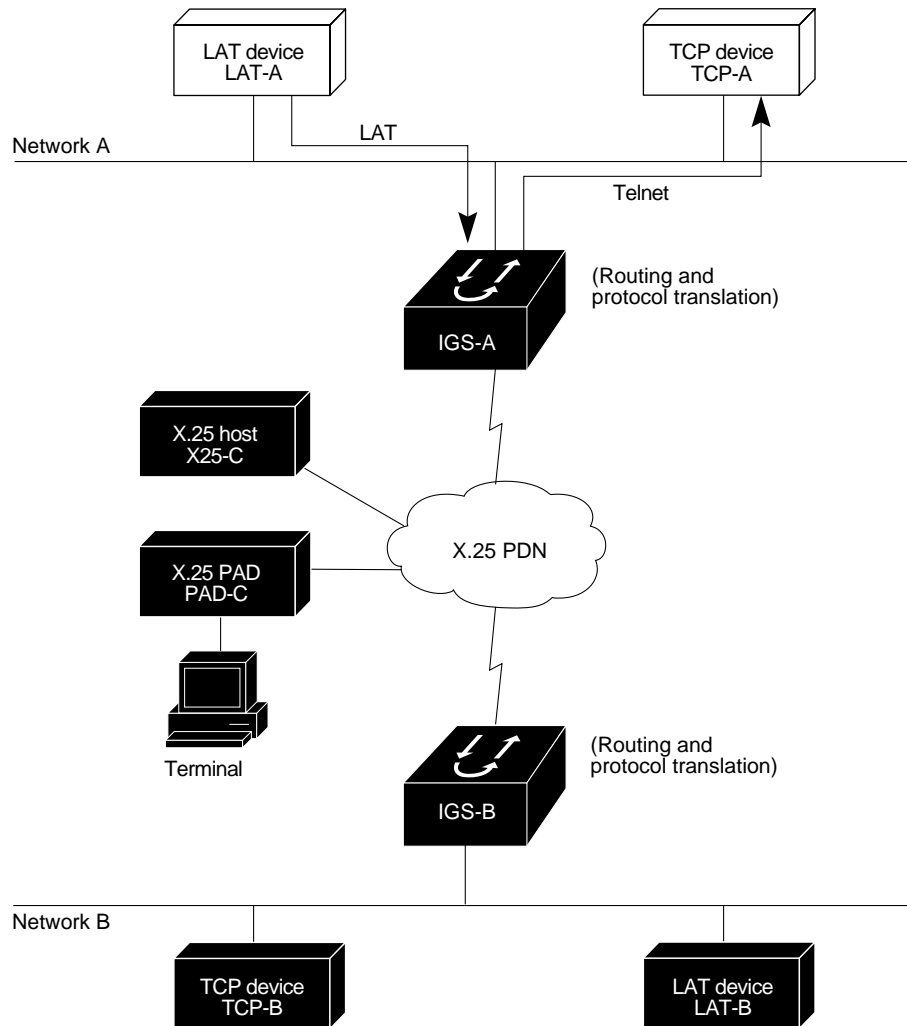 LAT device
LAT-A
TCP device
TCP-A
LAT
Network A
Telnet
(Routing and
protocol translation)
IGS-A
X.25 host
X25-C
X.25 PDN
X.25 PAD
PAD-C
Terminal
(Routing and
protocol translation)
IGS-B
Network B
TCP device
TCP-B
LAT device
LAT-B